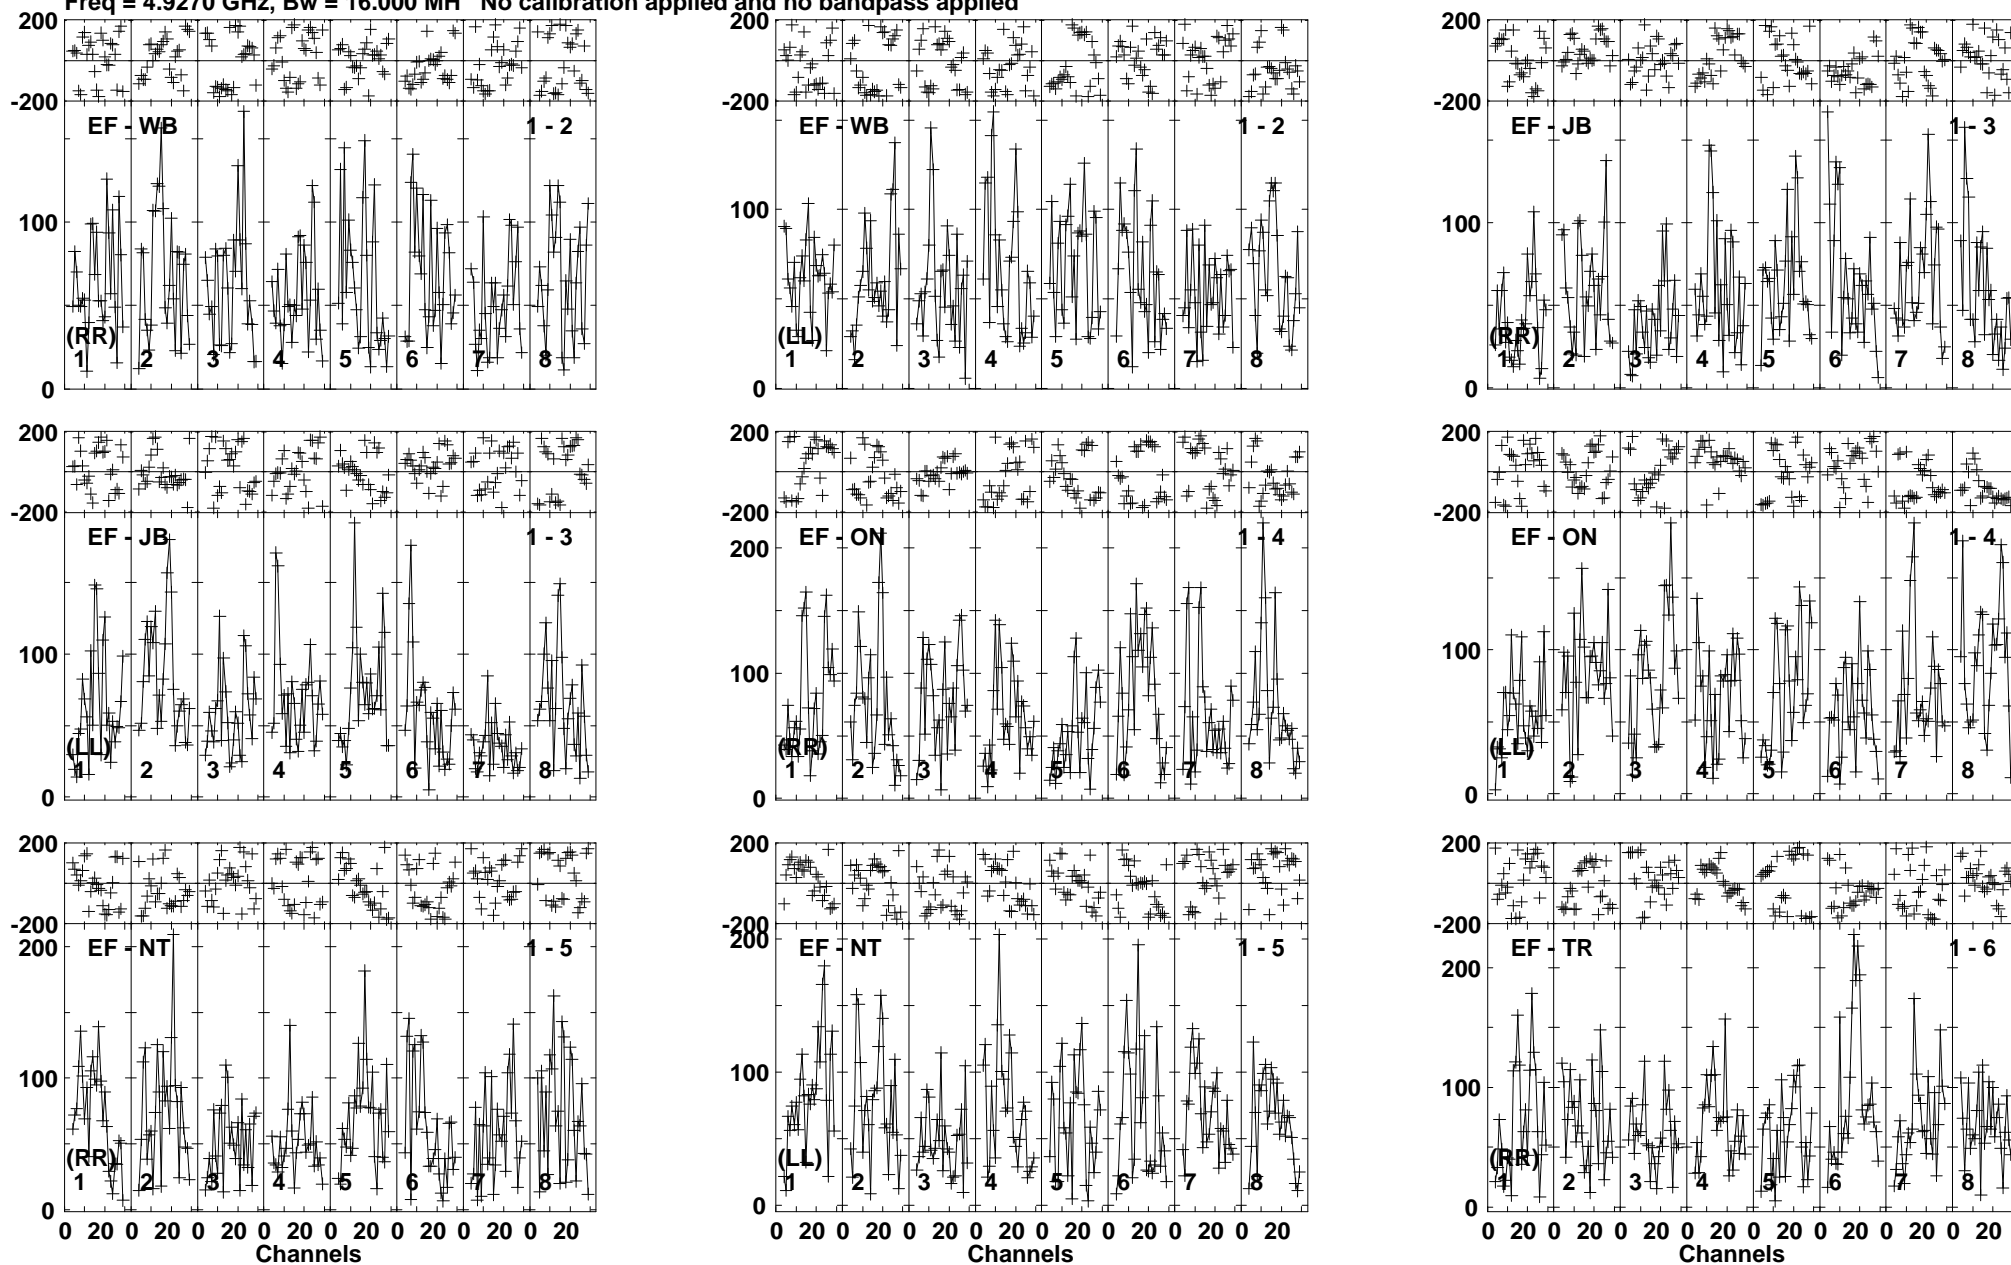 Freq = 4.9270 GHz, Bw = 16.000 MH No calibration applied and no bandpass applied
200 200 200
-200 -200 -200
EF - WB 1 - 2 EF - WB 1 - 2 EF - JB 1 - 3
100 100 100
(RR) (LL) (RR)
1 2 3 4 5 6 7 8 1 2 3 4 5 6 7 8 1 2 3 4 5 6 7 8
0 0 0
200 200 200
-200 -200 -200
EF - JB 1 - 3 EF - ON 1 - 4 EF - ON 1 - 4
200
100 100 100
(LL) (RR) (LL)
1 2 3 4 5 6 7 8 1 2 3 4 5 6 7 8 1 2 3 4 5 6 7 8
0 0 0
200 200 200
-200 -200 -200
EF - NT 1 - 5 EF - NT 1 - 5 EF - TR 1 - 6
200 200 200
100 100 100
(RR) (LL) (RR)
1 2 3 4 5 6 7 8 1 2 3 4 5 6 7 8 1 2 3 4 5 6 7 8
0 0 0
0 20 0 20 0 20 0 20 0 20 0 20 0 20 0 20 0 20 0 20 0 20 0 20 0 20 0 20 0 20 0 20 0 20 0 20 0 20 0 20 0 20 0 20 0 20 0 20
Channels Channels Channels